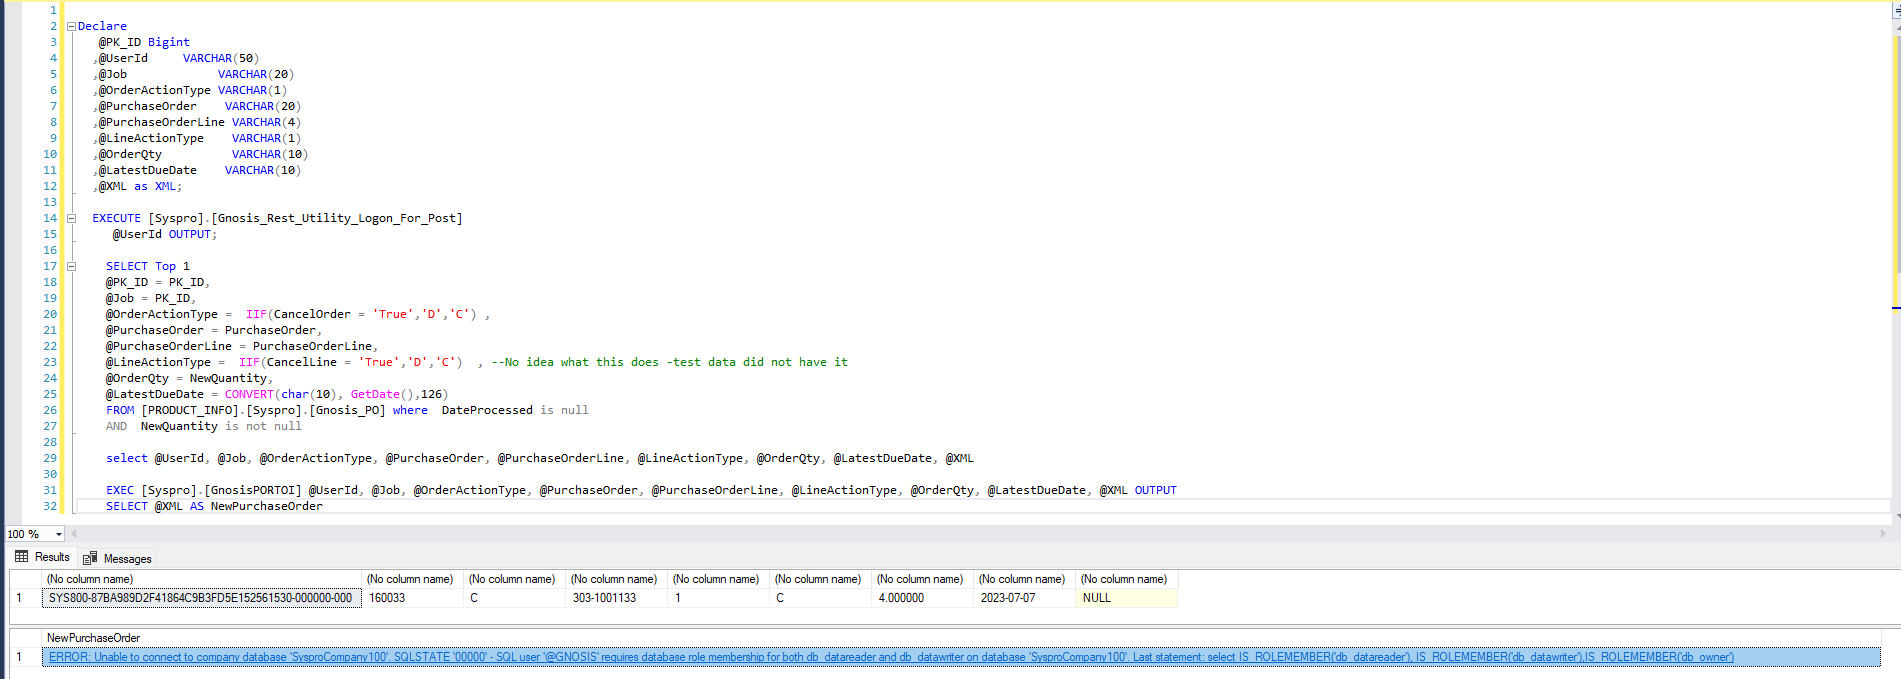 1
2 Declare
3 @PK_ID Bigint
4 ,@UserId VARCHAR(50)
5 ,@Job VARCHAR(20)
6 ,@OrderActionType VARCHAR(1)
7 ,@PurchaseOrder VARCHAR(20)
8 ,@PurchaseOrderLine VARCHAR(4)
9 ,@LineActionType VARCHAR(1)
10 ,@OrderQty VARCHAR(10)
11 ,@LatestDueDate VARCHAR(10)
12 ,@XML as XML;
13
14 EXECUTE [Syspro].[Gnosis_Rest_Utility_Logon_For_Post]
15 @UserId OUTPUT;
16
17 SELECT Top 1
18 @PK_ID = PK_ID,
19 @Job = PK_ID,
20 @OrderActionType = IIF(CancelOrder = 'True','D','C') ,
21 @PurchaseOrder = PurchaseOrder,
22 @PurchaseOrderLine = PurchaseOrderLine,
23 @LineActionType = IIF(CancelLine = 'True','D','C') , --No idea what this does -test data did not have it
24 @OrderQty = NewQuantity,
25 @LatestDueDate = CONVERT(char(10), GetDate(),126)
26 FROM [PRODUCT_INFO].[Syspro].[Gnosis_PO] where DateProcessed is null
27 AND NewQuantity is not null
28
29 select @UserId, @Job, @OrderActionType, @PurchaseOrder, @PurchaseOrderLine, @LineActionType, @OrderQty, @LatestDueDate, @XML
30
31 EXEC [Syspro].[GnosisPORTOI] @UserId, @Job, @OrderActionType, @PurchaseOrder, @PurchaseOrderLine, @LineActionType, @OrderQty, @LatestDueDate, @XML OUTPUT
32 SELECT @XML AS NewPurchaseOrder
100 %
Results Messages
(No column name) (No column name) (No column name) (No column name) (No column name) (No column name) (No column name) (No column name) (No column name)
1 SYS800-87BA989D2F41864C9B3FD5E152561530-000000-000 160033 C 303-1001133 1 C 4.000000 2023-07-07 NULL
NewPurchaseOrder
1 ERROR: Unable to connect to company database 'SysproCompany100'. SQLSTATE '00000' - SQL user '@GNOSIS' requires database role membership for both db_datareader and db_datawriter on database 'SysproCompany100'. Last statement: select IS_ROLEMEMBER('db_datareader'), IS_ROLEMEMBER('db_datawriter'),IS_ROLEMEMBER('db_owner')